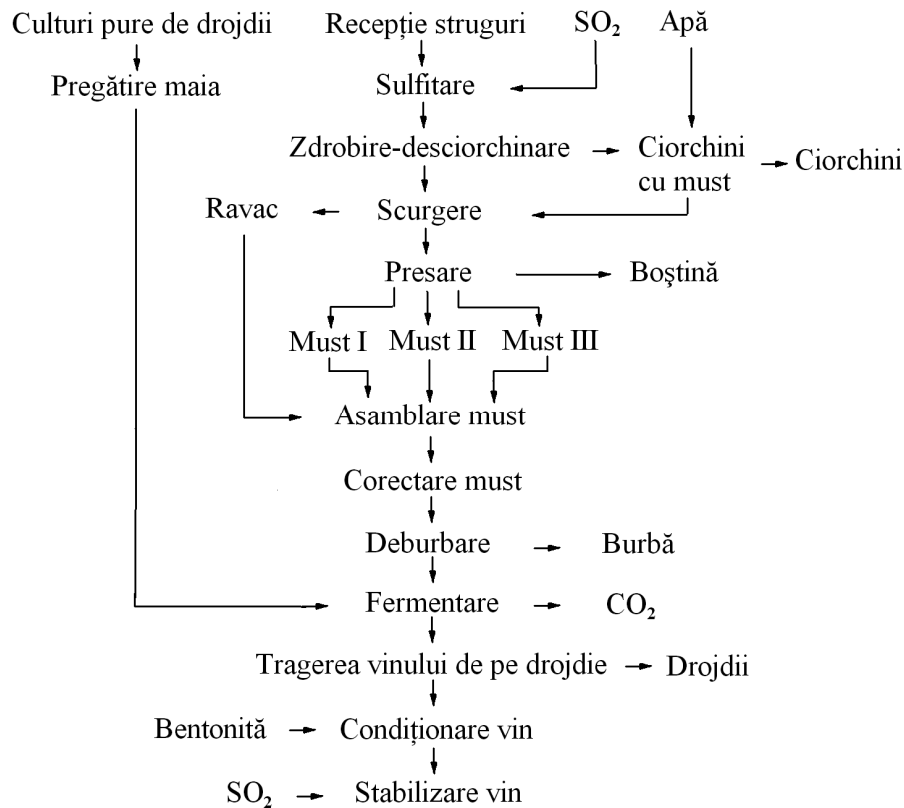 Culturi pure de drojdii
Recepție struguri
SO₂
Apă
Pregătire maia
Sulfitare
Zdrobire-desciorchinare
Ciorchini
cu must
Ciorchini
Ravac
Scurgere
Presare
Boştină
Must I
Must II
Must III
Asamblare must
Corectare must
Deburbare
Burbă
Fermentare
CO₂
Tragerea vinului de pe drojdie
Drojdii
Bentonită
Condiționare vin
SO₂
Stabilizare vin